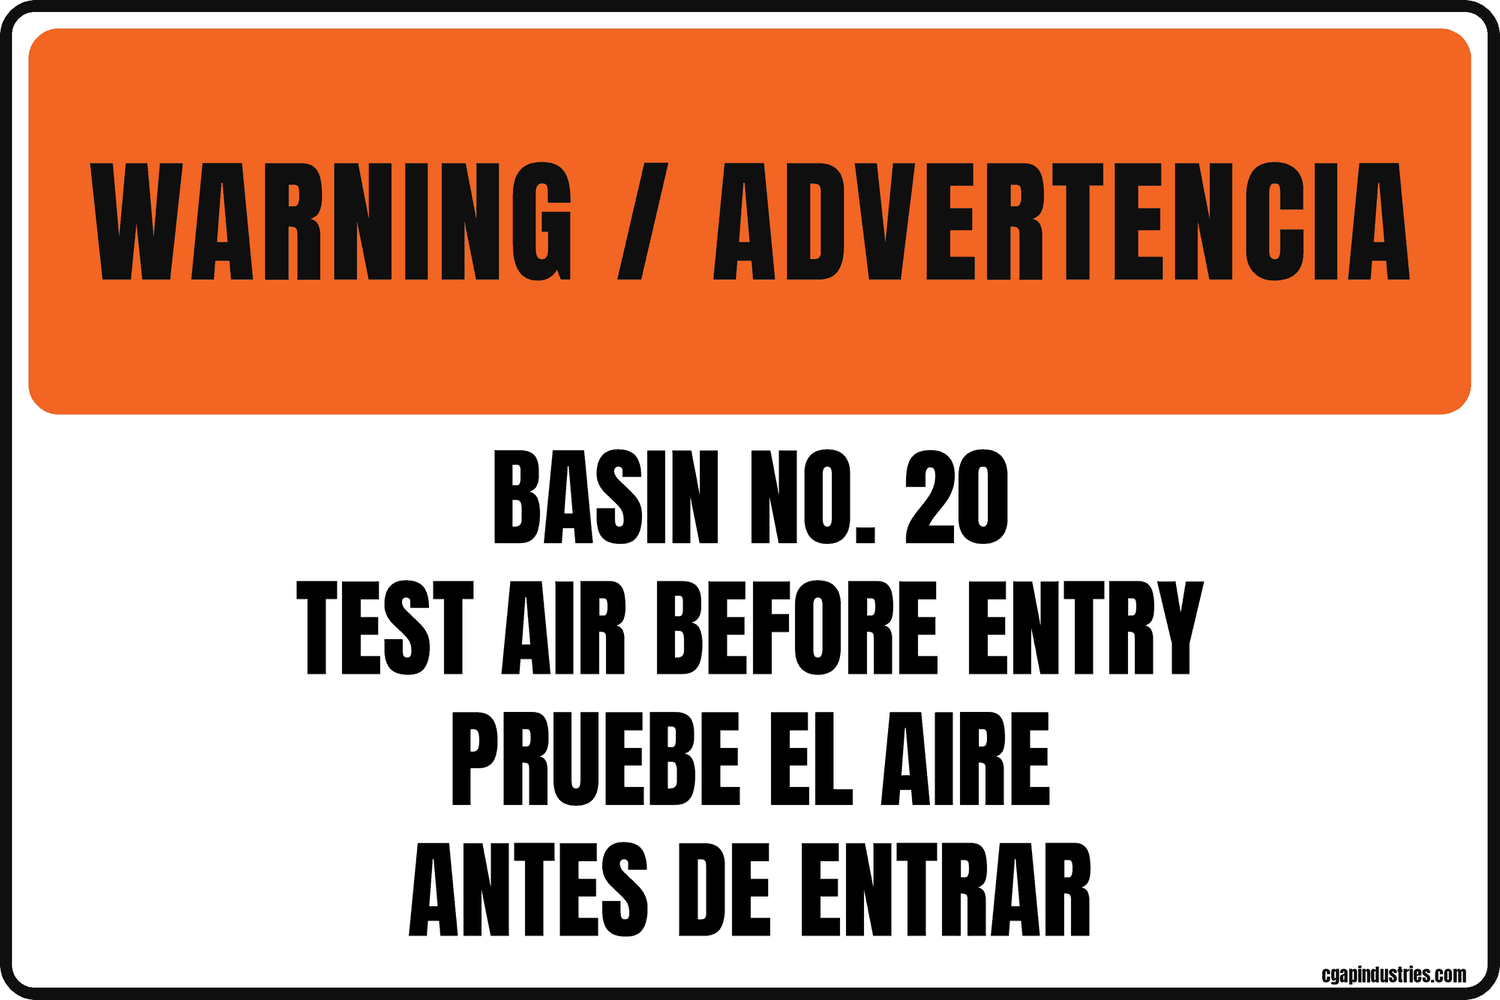 WARNING / ADVERTENCIA
BASIN NO. 20
TEST AIR BEFORE ENTRY
PRUEBE EL AIRE
ANTES DE ENTRAR
cgapindustries.com